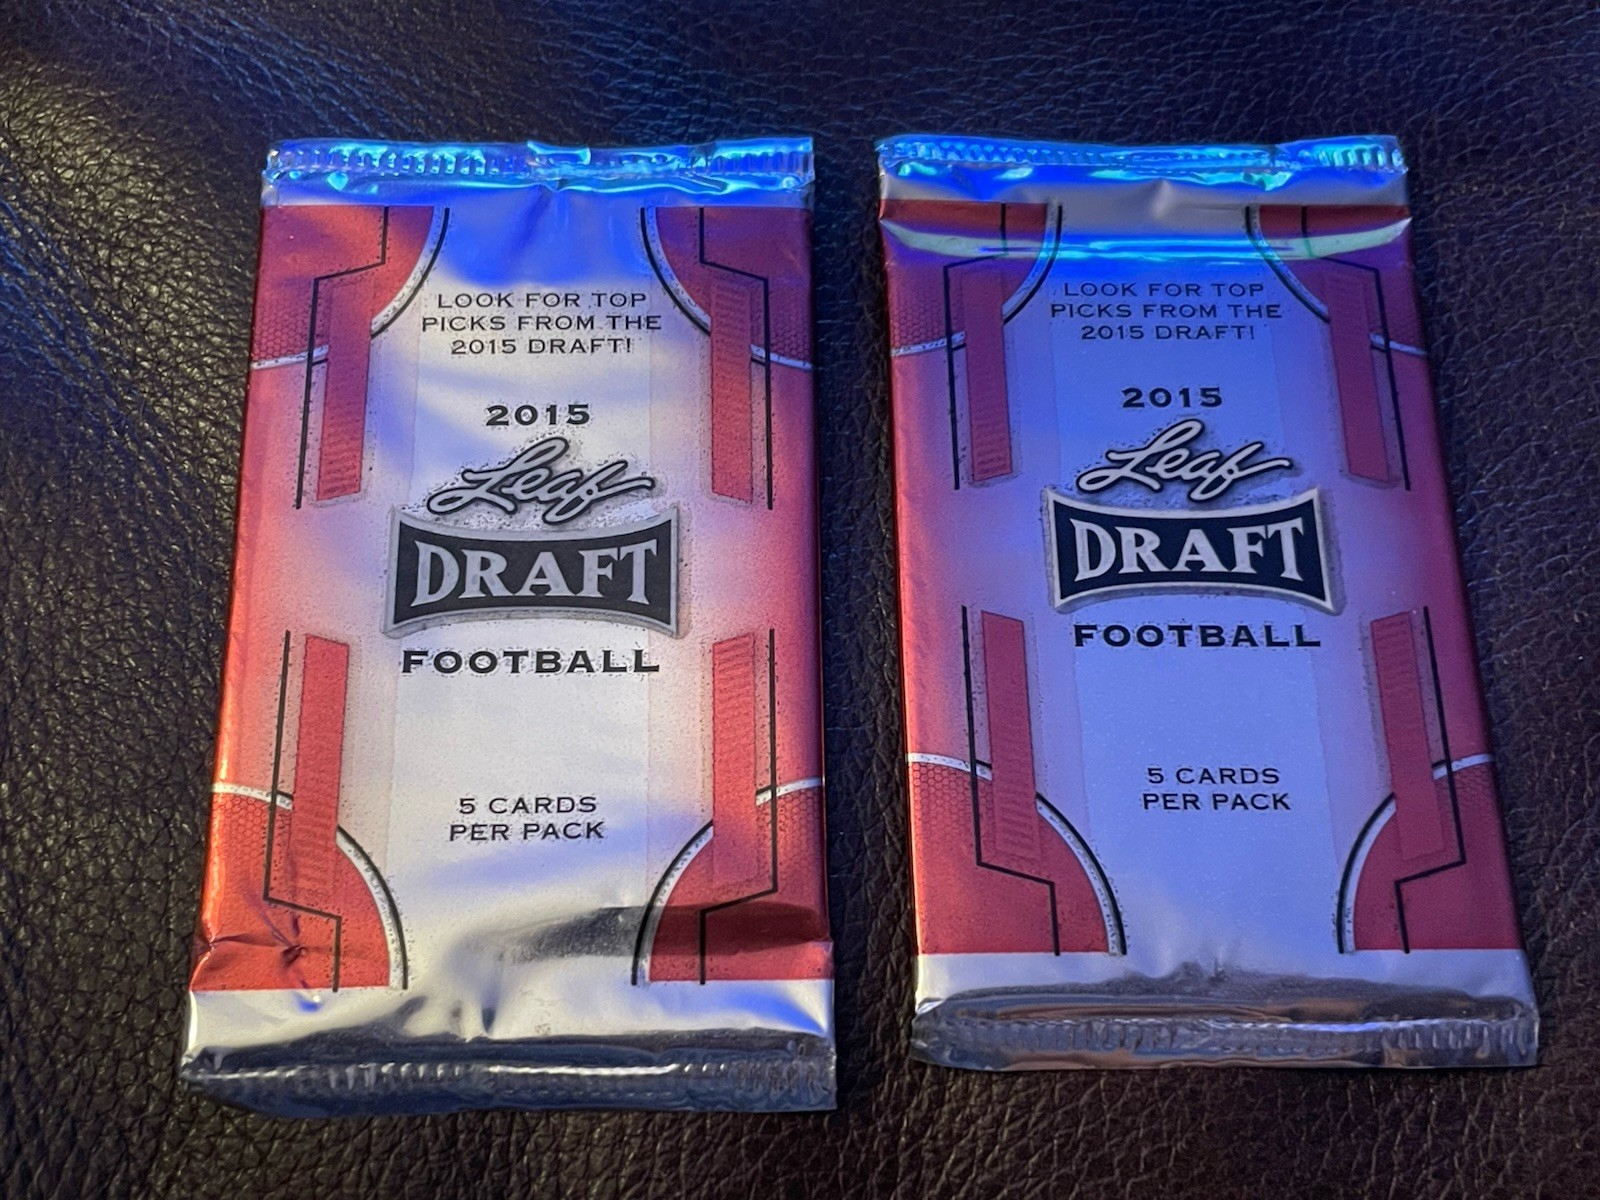 LOOK FOR TOP
PICKS FROM THE
2015 DRAFT!
2015
Leaf
DRAFT
FOOTBALL
5 CARDS
PER PACK
LOOK FOR TOP
PICKS FROM THE
2015 DRAFT!
2015
Leaf
DRAFT
FOOTBALL
5 CARDS
PER PACK